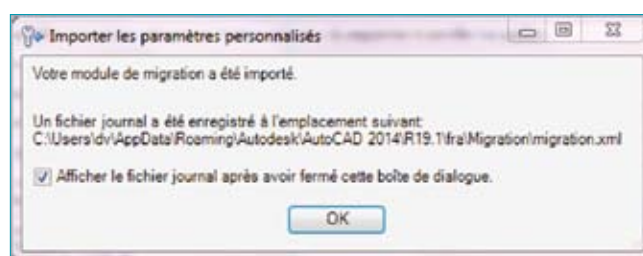 Importer les paramètres personnalisés
Votre module de migration a été importé.
Un fichier journal a été enregistré à l'emplacement suivant:
C:\Users\dv\AppData\Roaming\Autodesk\AutoCAD 2014\R19.1\fra\Migration\migration.xml
Afficher le fichier journal après avoir fermé cette boîte de dialogue.
OK